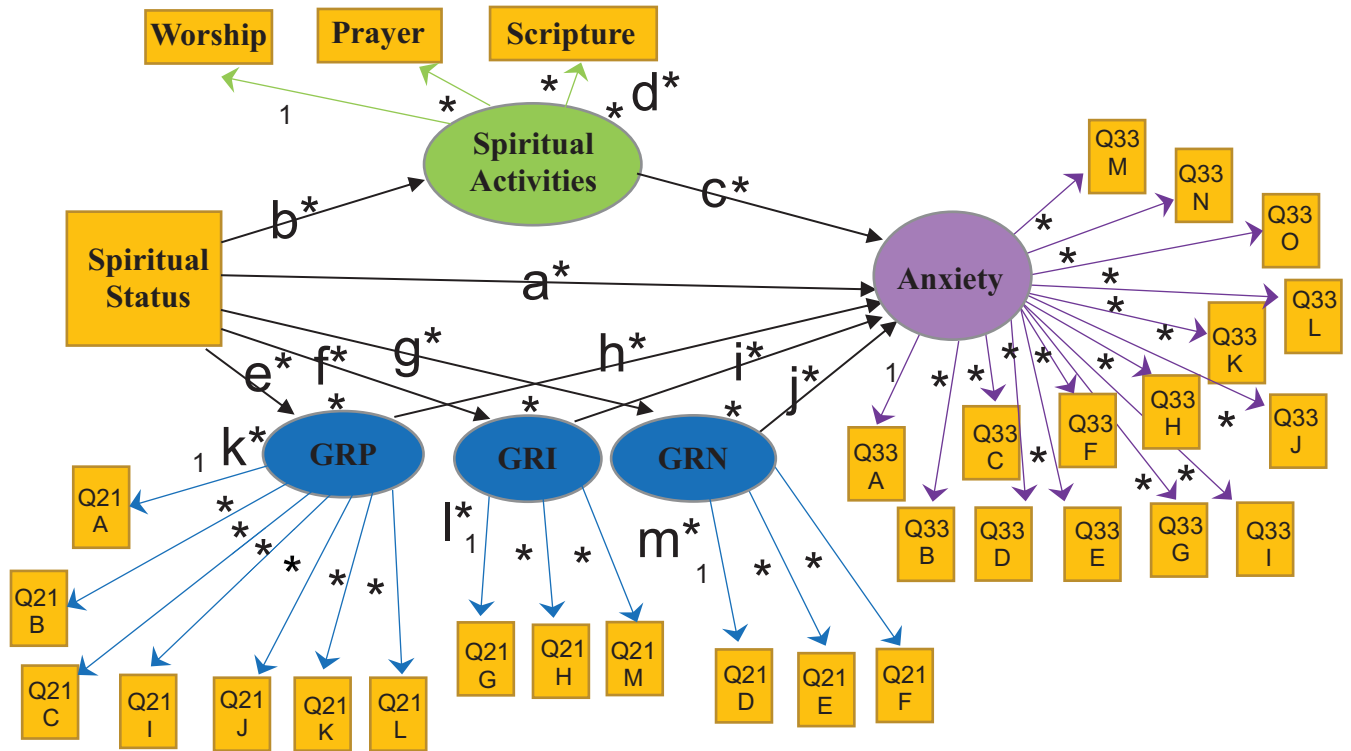 Worship
Prayer
Scripture
1
*
*
*
d*
Spiritual
Activities
b*
c*
Spiritual
Status
a*
Anxiety
Q33
M
Q33
N
Q33
O
Q33
L
Q33
K
Q33
J
Q33
H
Q33
F
Q33
C
Q33
A
Q33
B
Q33
D
Q33
E
Q33
G
Q33
I
1
*
*
*
*
*
*
*
*
*
*
*
*
*
*
e*
f*
g*
h*
i*
j*
*
*
*
k*
GRP
GRI
GRN
1
*
*
*
*
*
*
l*
1
*
*
m*
1
*
*
Q21
A
Q21
B
Q21
C
Q21
I
Q21
J
Q21
K
Q21
L
Q21
G
Q21
H
Q21
M
Q21
D
Q21
E
Q21
F